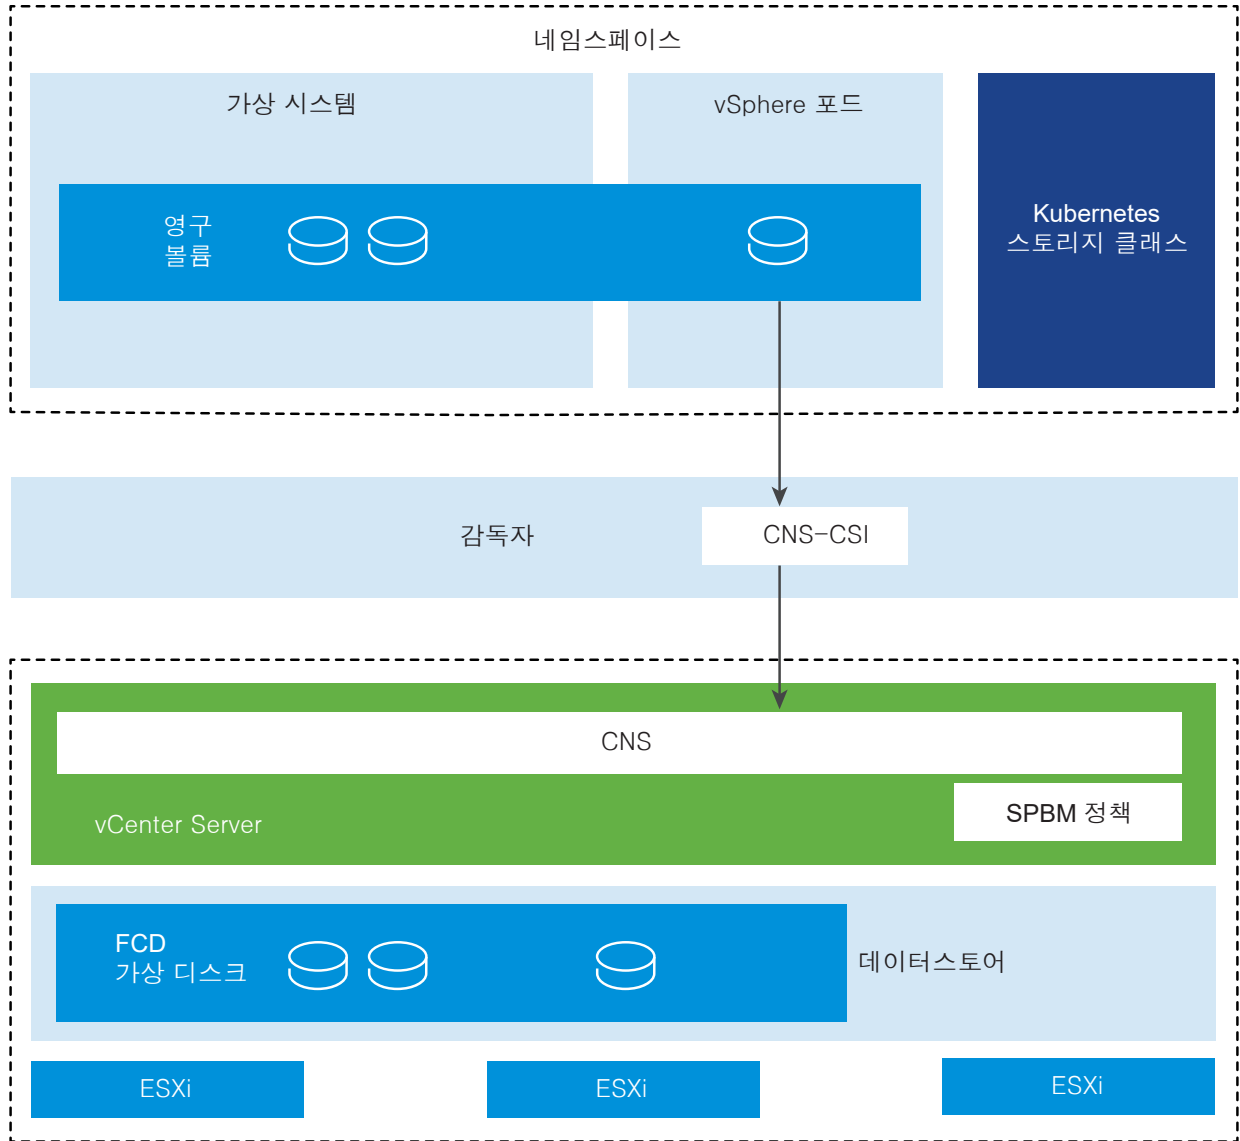 네임스페이스
가상 시스템
vSphere 포드
영구
볼륨
Kubernetes
스토리지 클래스
감독자
CNS-CSI
CNS
vCenter Server
SPBM 정책
FCD
가상 디스크
데이터스토어
ESXi
ESXi
ESXi